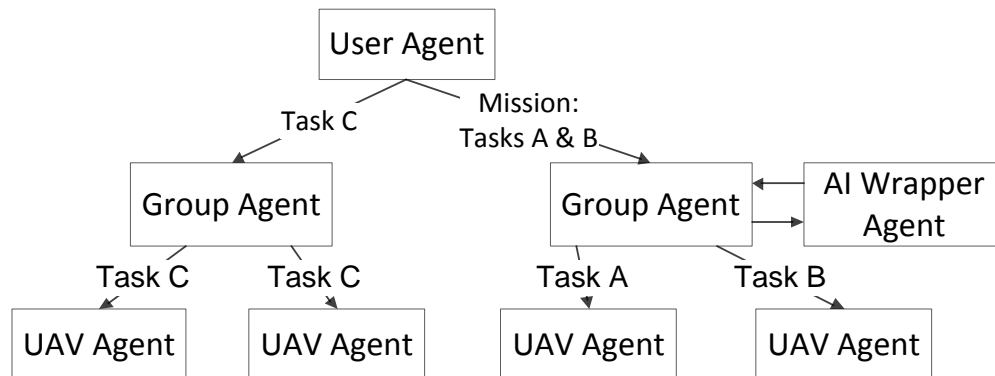 User Agent
Task C
Mission:
Tasks A & B
Group Agent
Group Agent
AI Wrapper
Agent
Task C
Task C
Task A
Task B
UAV Agent
UAV Agent
UAV Agent
UAV Agent